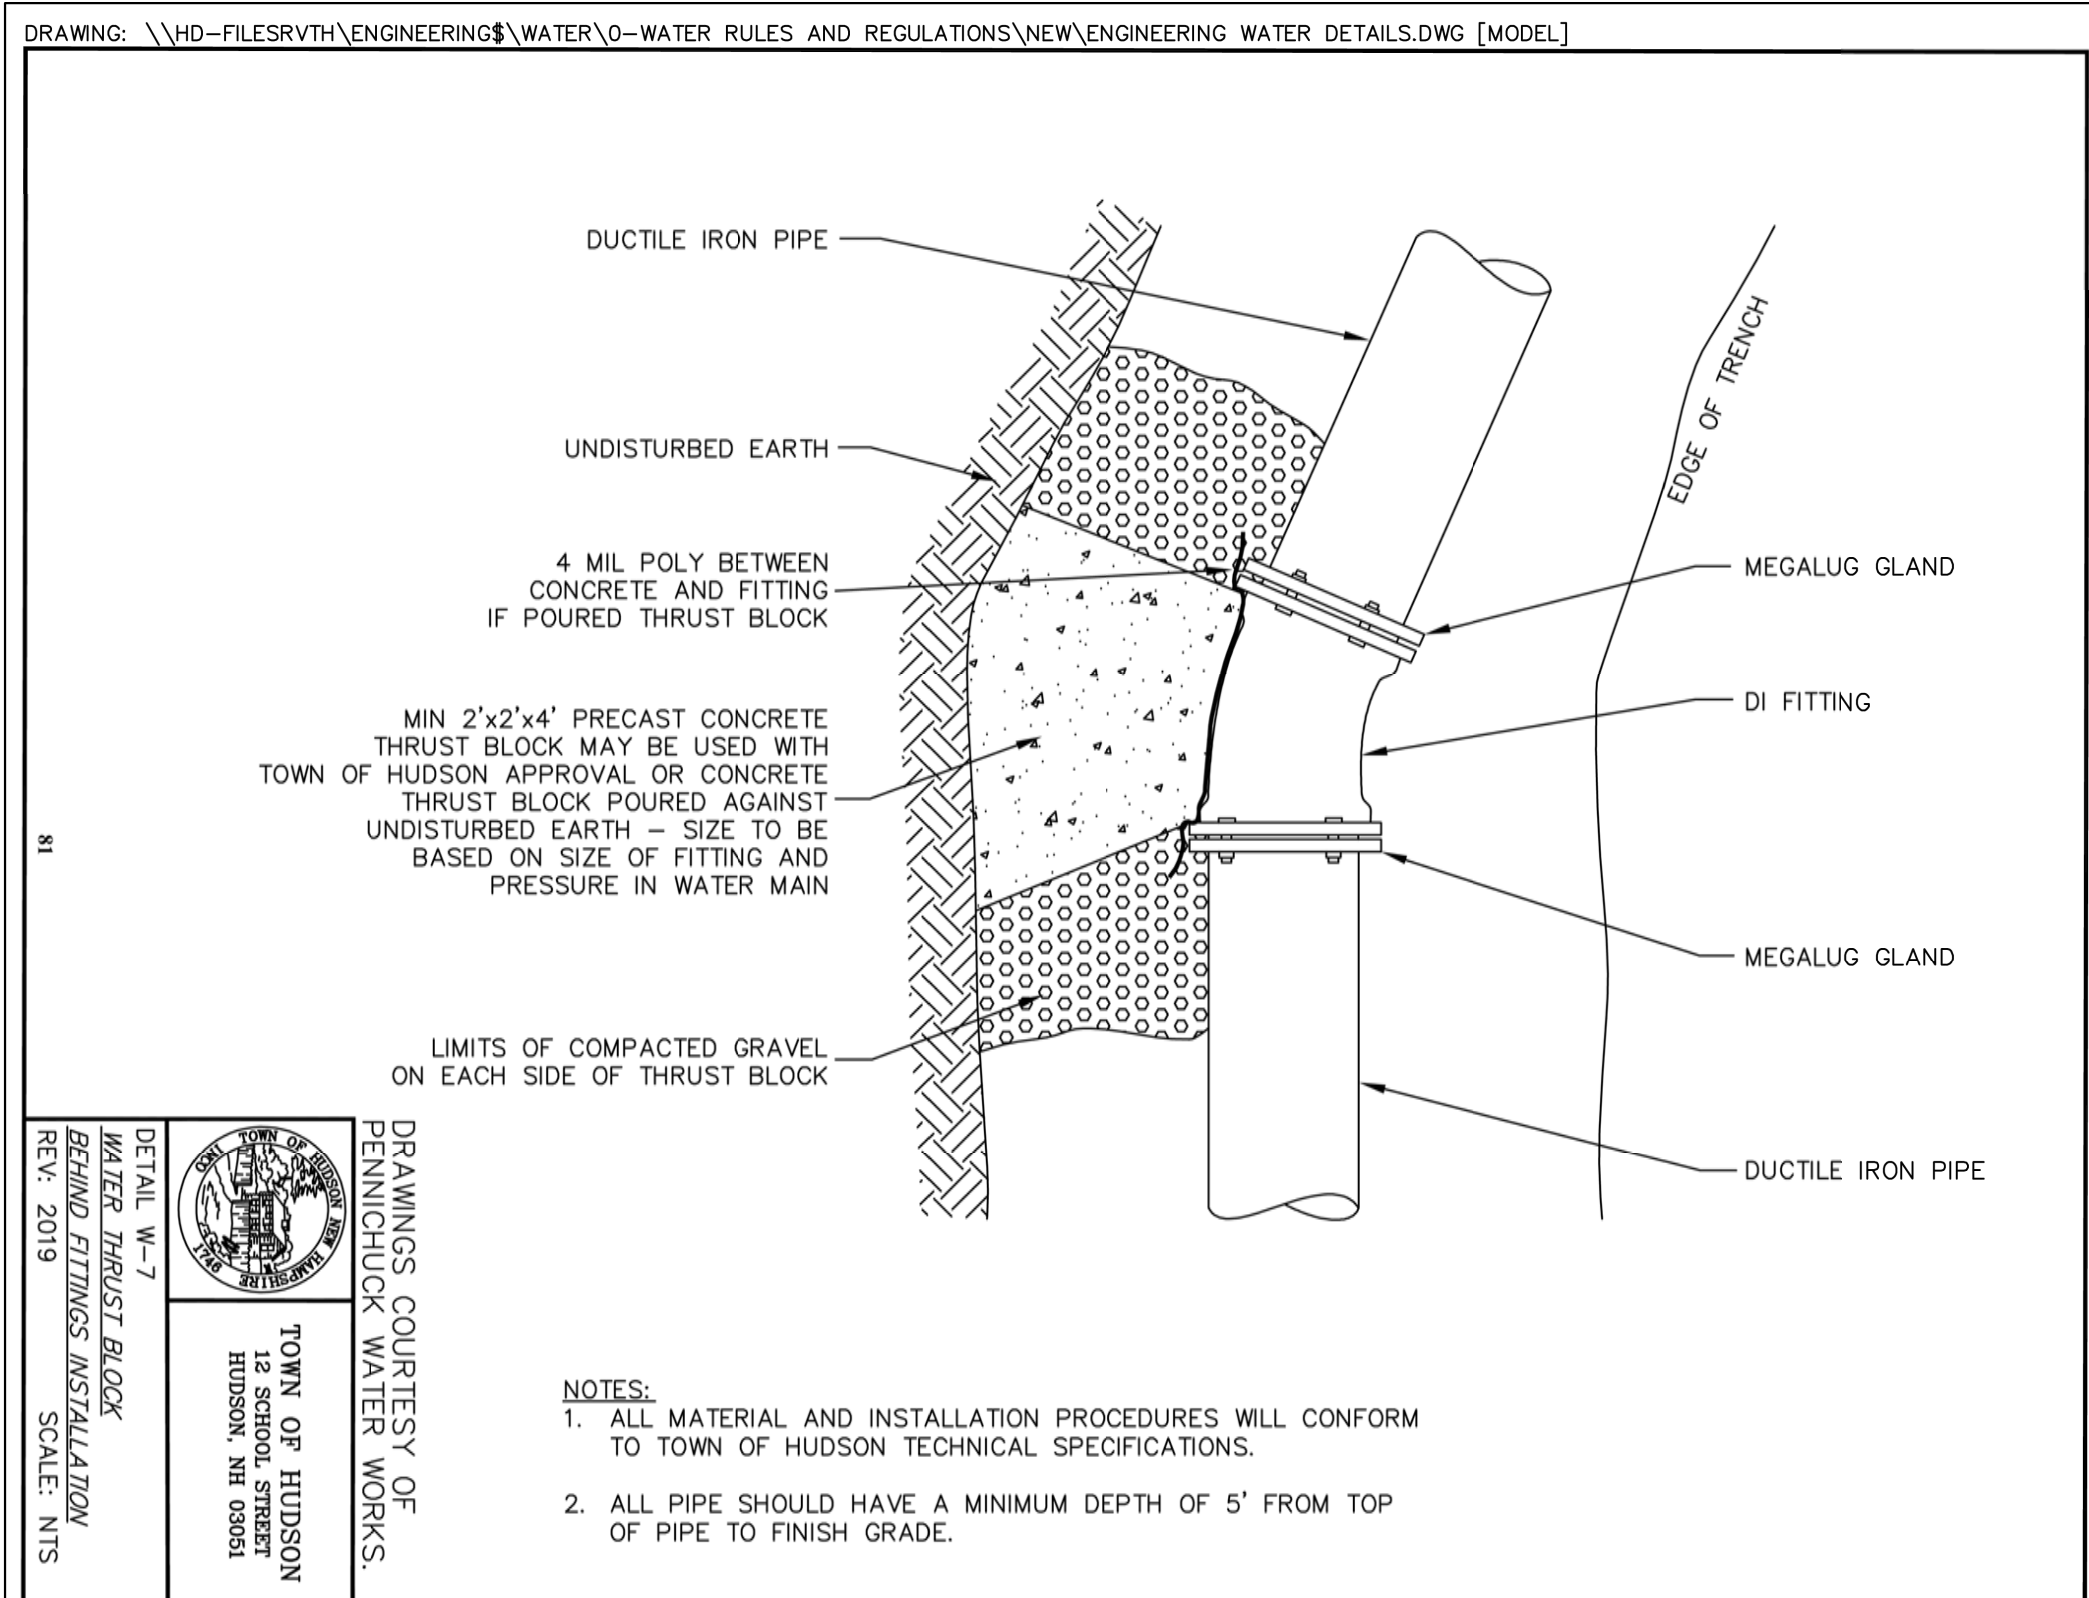 DRAWING: \\HD-FILESRVTH\ENGINEERING$\WATER\0-WATER RULES AND REGULATIONS\NEW\ENGINEERING WATER DETAILS.DWG [MODEL]
DUCTILE IRON PIPE
UNDISTURBED EARTH
4 MIL POLY BETWEEN
CONCRETE AND FITTING
IF POURED THRUST BLOCK
MIN 2'x2'x4' PRECAST CONCRETE
THRUST BLOCK MAY BE USED WITH
TOWN OF HUDSON APPROVAL OR CONCRETE
THRUST BLOCK POURED AGAINST
UNDISTURBED EARTH – SIZE TO BE
BASED ON SIZE OF FITTING AND
PRESSURE IN WATER MAIN
LIMITS OF COMPACTED GRAVEL
ON EACH SIDE OF THRUST BLOCK
EDGE OF TRENCH
MEGALUG GLAND
DI FITTING
MEGALUG GLAND
DUCTILE IRON PIPE
NOTES:
1. ALL MATERIAL AND INSTALLATION PROCEDURES WILL CONFORM
TO TOWN OF HUDSON TECHNICAL SPECIFICATIONS.
2. ALL PIPE SHOULD HAVE A MINIMUM DEPTH OF 5' FROM TOP
OF PIPE TO FINISH GRADE.
DRAWINGS COURTESY OF
PENNICHUCK WATER WORKS.
TOWN OF HUDSON NEW HAMPSHIRE
1746
TOWN OF HUDSON
12 SCHOOL STREET
HUDSON, NH 03051
DETAIL W-7
WATER THRUST BLOCK
BEHIND FITTINGS INSTALLATION
REV: 2019 SCALE: NTS
81